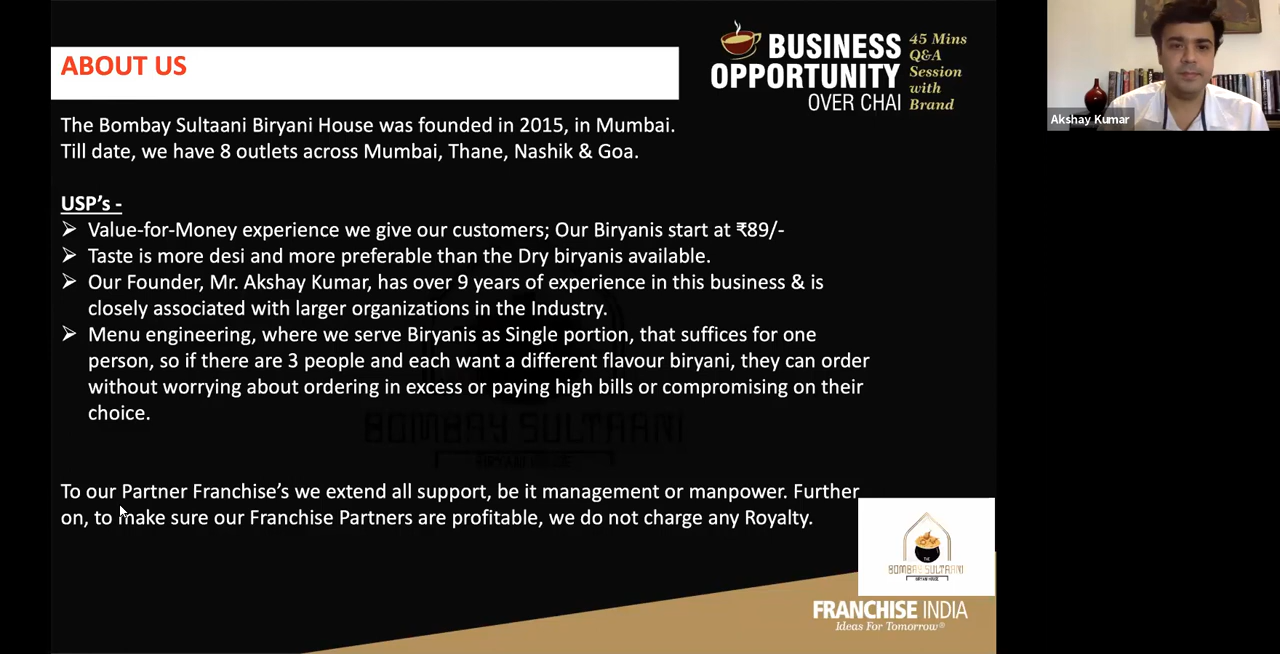 ABOUT US
BUSINESS
OPPORTUNITY
OVER CHAI
45 Mins
Q&A
Session
with
Brand
Akshay Kumar
The Bombay Sultaani Biryani House was founded in 2015, in Mumbai.
Till date, we have 8 outlets across Mumbai, Thane, Nashik & Goa.
USP's -
➢ Value-for-Money experience we give our customers; Our Biryanis start at ₹89/-
➢ Taste is more desi and more preferable than the Dry biryanis available.
➢ Our Founder, Mr. Akshay Kumar, has over 9 years of experience in this business & is
closely associated with larger organizations in the Industry.
➢ Menu engineering, where we serve Biryanis as Single portion, that suffices for one
person, so if there are 3 people and each want a different flavour biryani, they can order
without worrying about ordering in excess or paying high bills or compromising on their
choice.
BOMBAY SULTAANI
BIRYANI HOUSE
To our Partner Franchise's we extend all support, be it management or manpower. Further
on, to make sure our Franchise Partners are profitable, we do not charge any Royalty.
THE
BOMBAY SULTAANI
BIRYANI HOUSE
FRANCHISE INDIA
Ideas For Tomorrow®